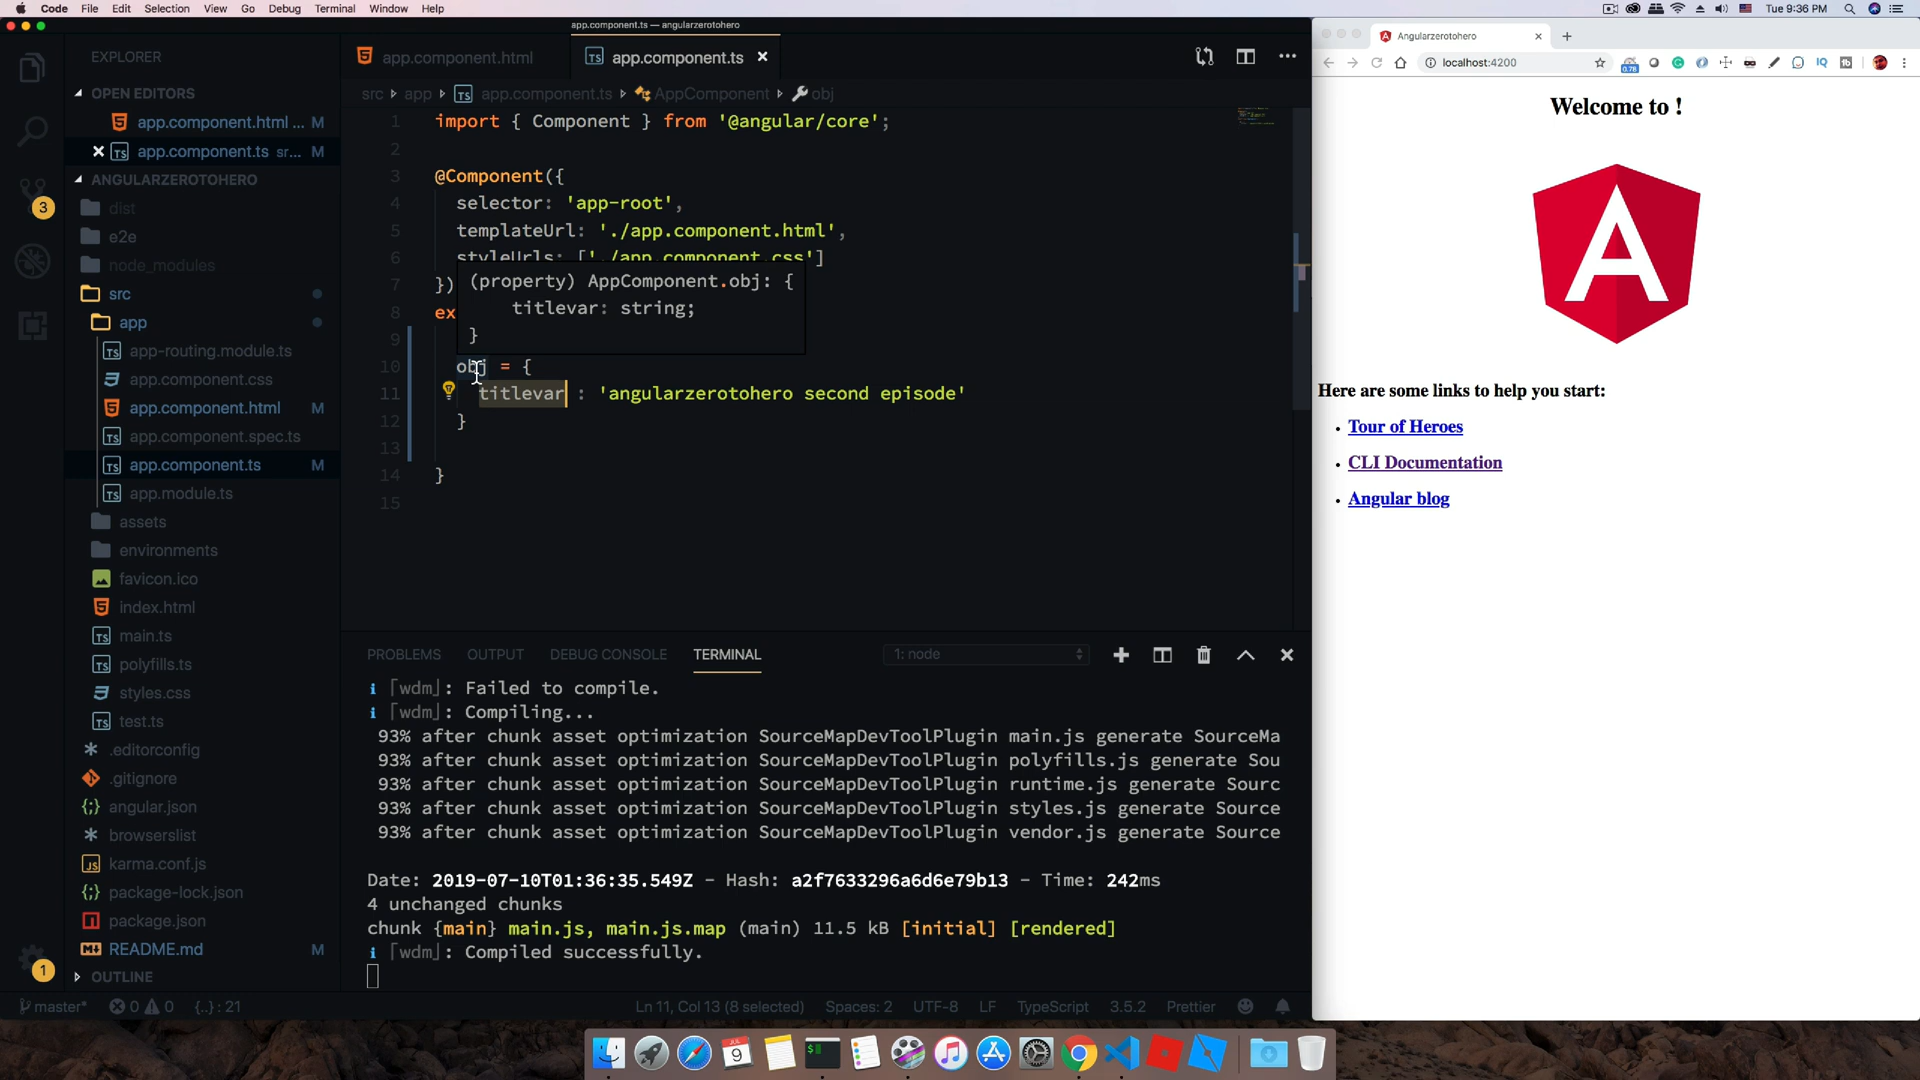 Code File Edit Selection View Go Debug Terminal Window Help
Tue 9:36 PM
app.component.ts — angularzerotohero
EXPLORER
OPEN EDITORS
app.component.html ... M
app.component.ts sr... M
ANGULARZEROTOHERO
dist
e2e
node_modules
src
app
app-routing.module.ts
app.component.css
app.component.html M
app.component.spec.ts
app.component.ts M
app.module.ts
assets
environments
favicon.ico
index.html
main.ts
polyfills.ts
styles.css
test.ts
.editorconfig
.gitignore
angular.json
browserslist
karma.conf.js
package-lock.json
package.json
README.md M
OUTLINE
3
1
app.component.html
app.component.ts
src app app.component.ts AppComponent obj
1 import { Component } from '@angular/core';
2
3 @Component({
4 selector: 'app-root',
5 templateUrl: './app.component.html',
6 styleUrls: ['./app.component.css']
7 })
8 ex
9
10 obj = {
11 titlevar : 'angularzerotohero second episode'
12 }
13
14 }
15
(property) AppComponent.obj: {
titlevar: string;
}
PROBLEMS OUTPUT DEBUG CONSOLE TERMINAL 1: node
ℹ ｢wdm｣: Failed to compile.
ℹ ｢wdm｣: Compiling...
93% after chunk asset optimization SourceMapDevToolPlugin main.js generate SourceMa
93% after chunk asset optimization SourceMapDevToolPlugin polyfills.js generate Sou
93% after chunk asset optimization SourceMapDevToolPlugin runtime.js generate Sourc
93% after chunk asset optimization SourceMapDevToolPlugin styles.js generate Source
93% after chunk asset optimization SourceMapDevToolPlugin vendor.js generate Source
Date: 2019-07-10T01:36:35.549Z - Hash: a2f7633296a6d6e79b13 - Time: 242ms
4 unchanged chunks
chunk {main} main.js, main.js.map (main) 11.5 kB [initial] [rendered]
ℹ ｢wdm｣: Compiled successfully.
master* 0 0 {..}: 21 Ln 11, Col 13 (8 selected) Spaces: 2 UTF-8 LF TypeScript 3.5.2 Prettier
Angularzerotohero
localhost:4200
0.78
IQ
Welcome to !
A
Here are some links to help you start:
• Tour of Heroes
• CLI Documentation
• Angular blog
JUL
9